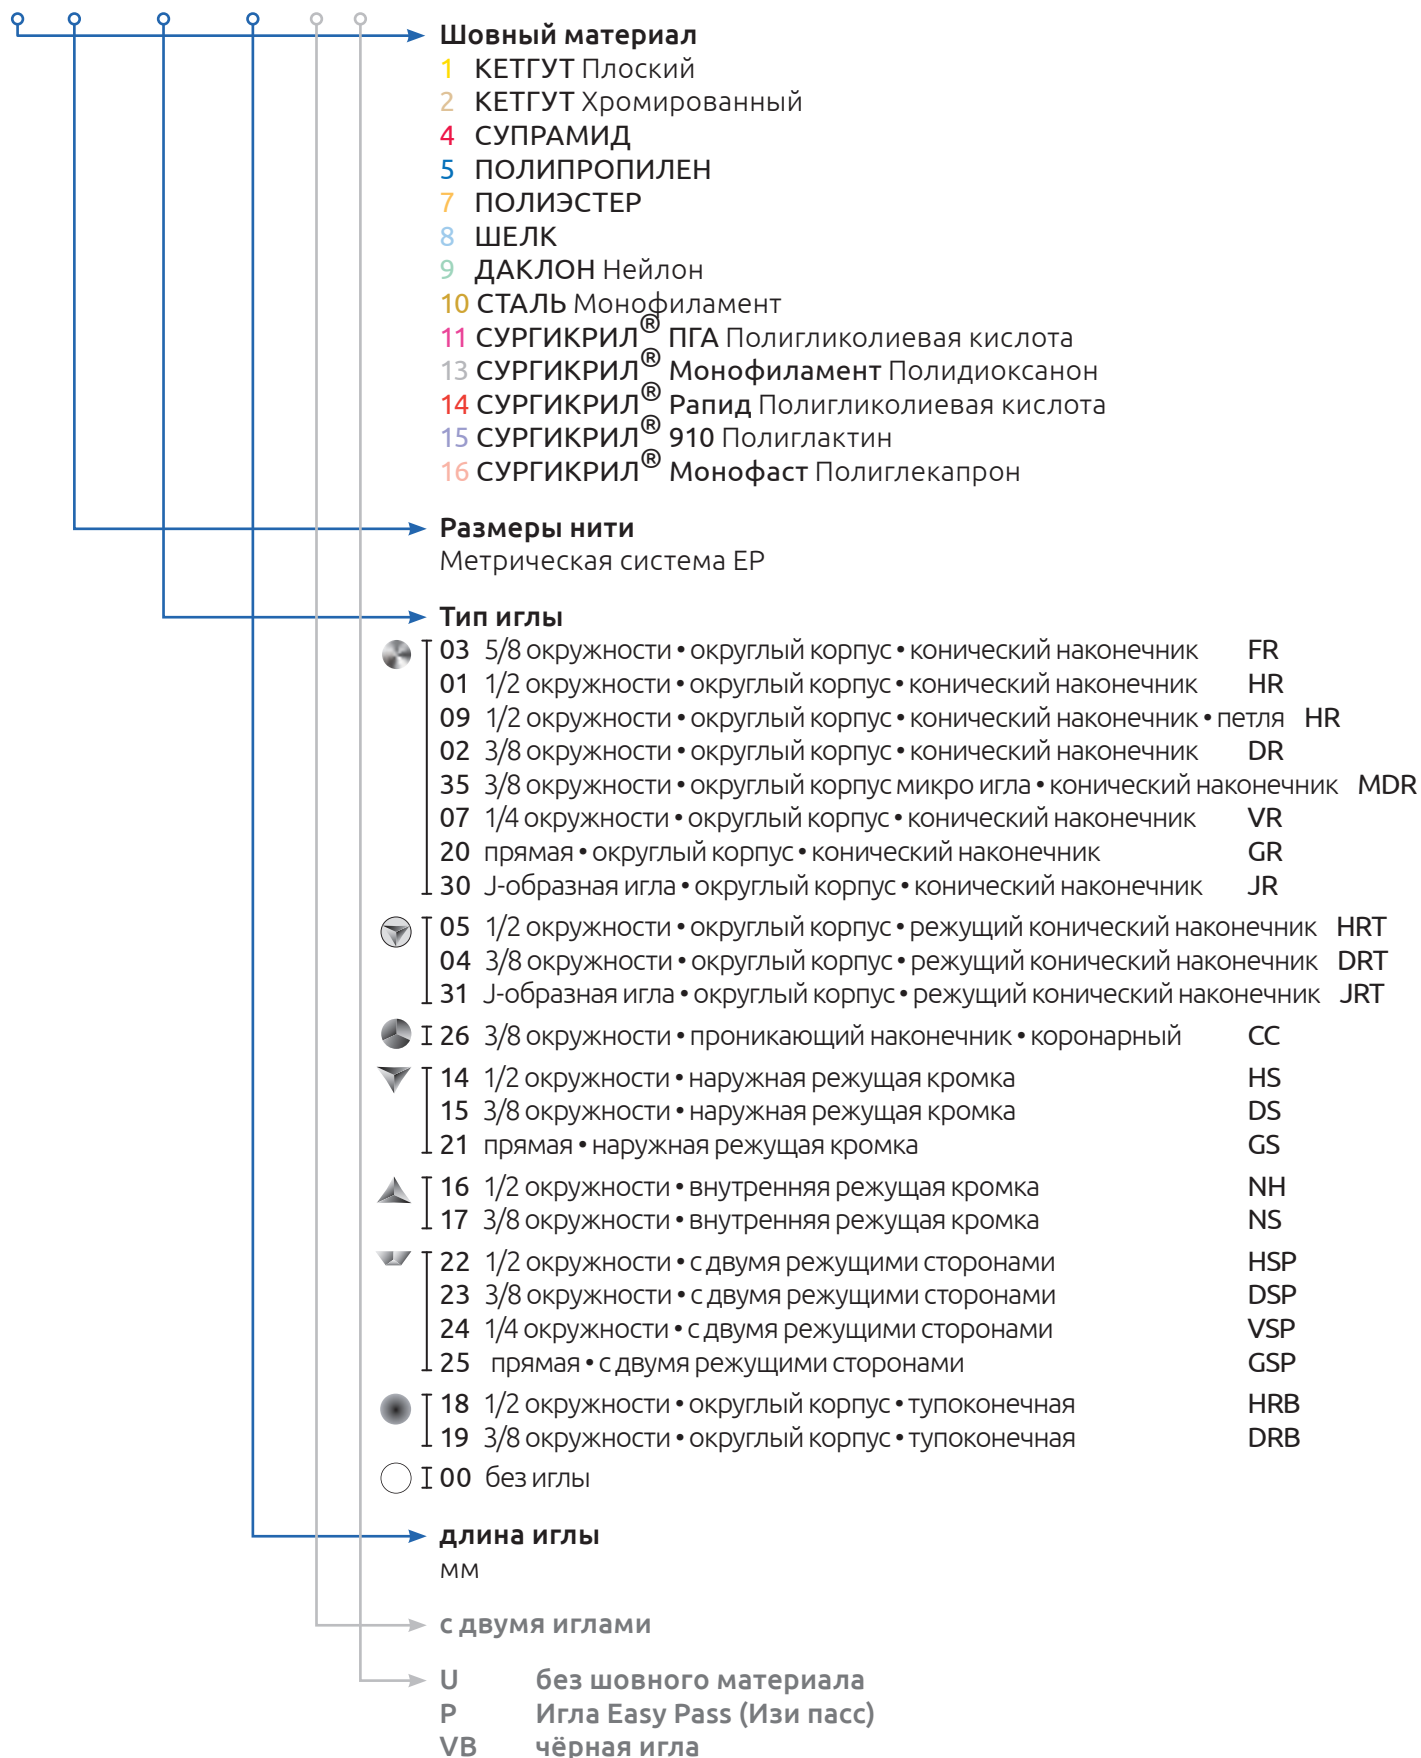 Шовный материал
1 КЕТГУТ Плоский
2 КЕТГУТ Хромированный
4 СУПРАМИД
5 ПОЛИПРОПИЛЕН
7 ПОЛИЭСТЕР
8 ШЕЛК
9 ДАКЛОН Нейлон
10 СТАЛЬ Монофиламент
11 СУРГИКРИЛ® ПГА Полигликолиевая кислота
13 СУРГИКРИЛ® Монофиламент Полидиоксанон
14 СУРГИКРИЛ® Рапид Полигликолиевая кислота
15 СУРГИКРИЛ® 910 Полиглактин
16 СУРГИКРИЛ® Монофаст Полиглекапрон
Размеры нити
Метрическая система EP
Тип иглы
03 5/8 окружности • округлый корпус • конический наконечник FR
01 1/2 окружности • округлый корпус • конический наконечник HR
09 1/2 окружности • округлый корпус • конический наконечник • петля HR
02 3/8 окружности • округлый корпус • конический наконечник DR
35 3/8 окружности • округлый корпус микро игла • конический наконечник MDR
07 1/4 окружности • округлый корпус • конический наконечник VR
20 прямая • округлый корпус • конический наконечник GR
30 J-образная игла • округлый корпус • конический наконечник JR
05 1/2 окружности • округлый корпус • режущий конический наконечник HRT
04 3/8 окружности • округлый корпус • режущий конический наконечник DRT
31 J-образная игла • округлый корпус • режущий конический наконечник JRT
26 3/8 окружности • проникающий наконечник • коронарный CC
14 1/2 окружности • наружная режущая кромка HS
15 3/8 окружности • наружная режущая кромка DS
21 прямая • наружная режущая кромка GS
16 1/2 окружности • внутренняя режущая кромка NH
17 3/8 окружности • внутренняя режущая кромка NS
22 1/2 окружности • с двумя режущими сторонами HSP
23 3/8 окружности • с двумя режущими сторонами DSP
24 1/4 окружности • с двумя режущими сторонами VSP
25 прямая • с двумя режущими сторонами GSP
18 1/2 окружности • округлый корпус • тупоконечная HRB
19 3/8 окружности • округлый корпус • тупоконечная DRB
00 без иглы
длина иглы
мм
с двумя иглами
U без шовного материала
P Игла Easy Pass (Изи пасс)
VB чёрная игла